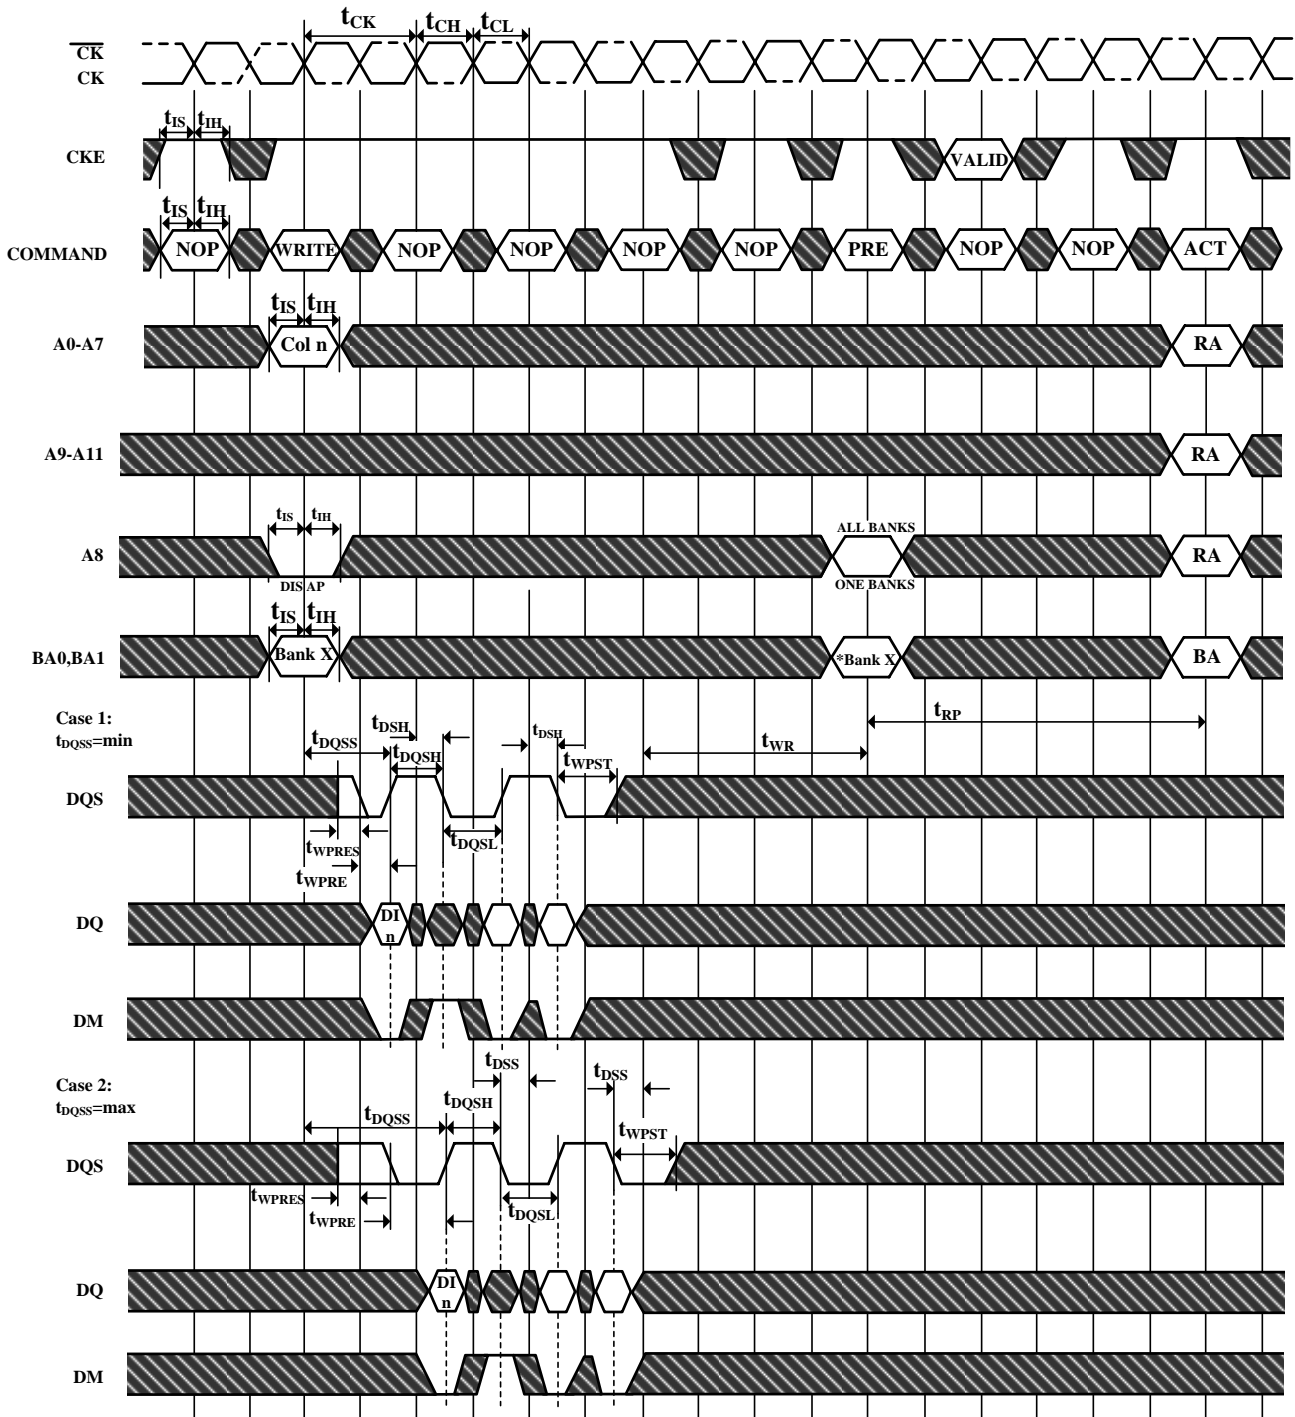 tCK tCH tCL
CK
CK
tIS tIH
CKE VALID
tIS tIH
COMMAND NOP WRITE NOP NOP NOP NOP PRE NOP NOP ACT
tIS tIH
A0-A7 Col n RA
A9-A11 RA
tIS tIH ALL BANKS
A8 RA
DIS AP ONE BANKS
tIS tIH
BA0,BA1 Bank X *Bank X BA
Case 1:
tDQSS=min
tDSH tDSH tRP
tDQSS tDQSH tWPST tWR
DQS
tWPRES tDQSL
tWPRE
DQ DI
n
DM
Case 2:
tDQSS=max
tDSS tDSS
tDQSS tDQSH tWPST
DQS
tWPRES tWPRE tDQSL
DQ DI
n
DM